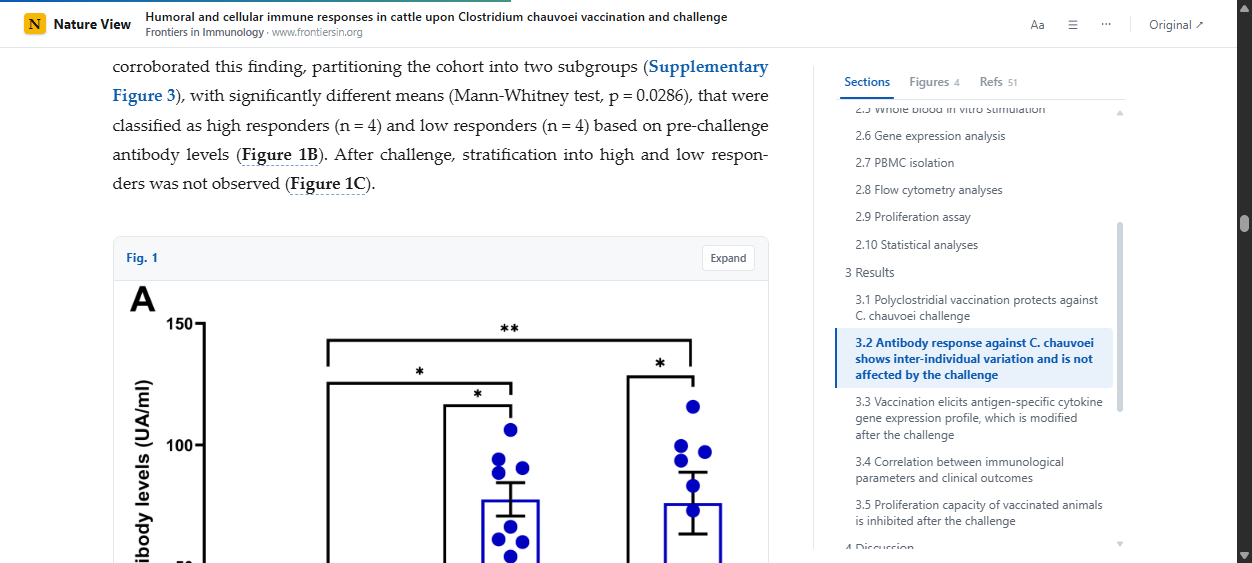 N Nature View
Humoral and cellular immune responses in cattle upon Clostridium chauvoei vaccination and challenge
Frontiers in Immunology · www.frontiersin.org
Aa
Original ↗
corroborated this finding, partitioning the cohort into two subgroups (Supplementary
Figure 3), with significantly different means (Mann-Whitney test, p = 0.0286), that were
classified as high responders (n = 4) and low responders (n = 4) based on pre-challenge
antibody levels (Figure 1B). After challenge, stratification into high and low respon-
ders was not observed (Figure 1C).
Fig. 1
Expand
A
150
**
*
*
*
100
ibody levels (UA/ml)
Sections
Figures 4
Refs 51
2.5 Whole blood in vitro stimulation
2.6 Gene expression analysis
2.7 PBMC isolation
2.8 Flow cytometry analyses
2.9 Proliferation assay
2.10 Statistical analyses
3 Results
3.1 Polyclostridial vaccination protects against
C. chauvoei challenge
3.2 Antibody response against C. chauvoei
shows inter-individual variation and is not
affected by the challenge
3.3 Vaccination elicits antigen-specific cytokine
gene expression profile, which is modified
after the challenge
3.4 Correlation between immunological
parameters and clinical outcomes
3.5 Proliferation capacity of vaccinated animals
is inhibited after the challenge
4 Discussion